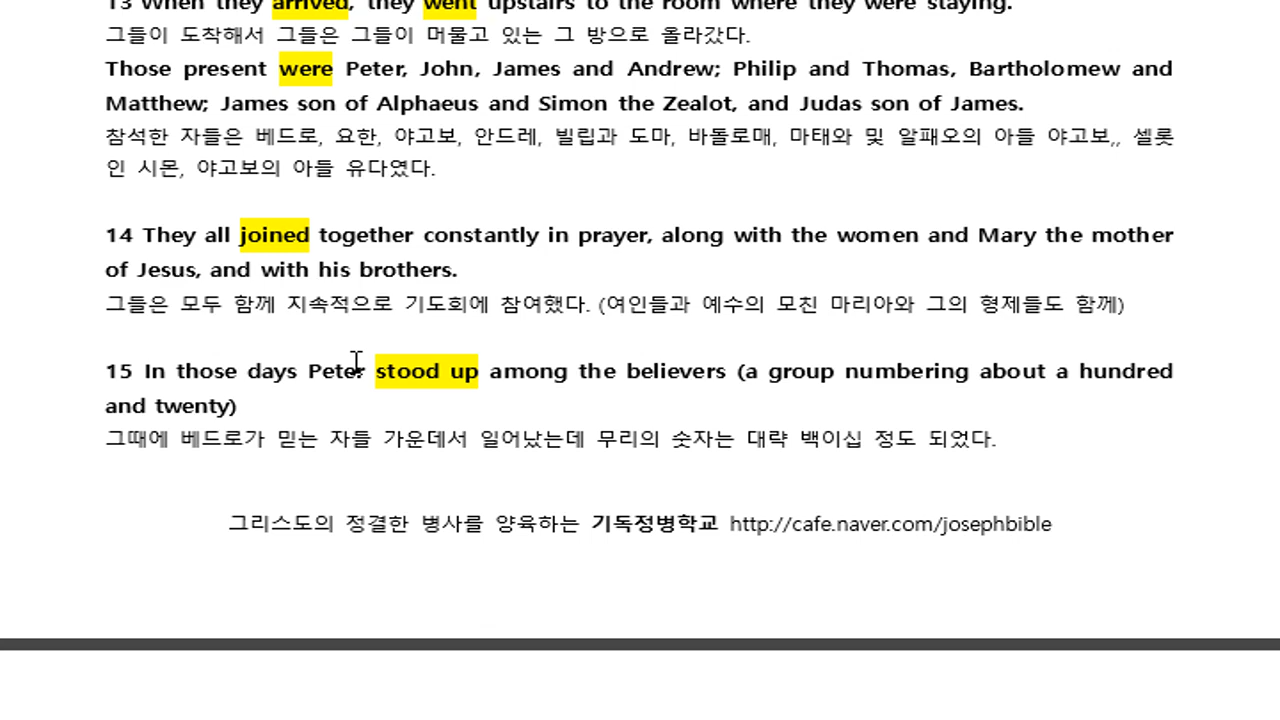 13 When they arrived, they went upstairs to the room where they were staying.
그들이 도착해서 그들은 그들이 머물고 있는 그 방으로 올라갔다.
Those present were Peter, John, James and Andrew; Philip and Thomas, Bartholomew and
Matthew; James son of Alphaeus and Simon the Zealot, and Judas son of James.
참석한 자들은 베드로, 요한, 야고보, 안드레, 빌립과 도마, 바돌로매, 마태와 및 알패오의 아들 야고보,, 셀롯
인 시몬, 야고보의 아들 유다였다.
14 They all joined together constantly in prayer, along with the women and Mary the mother
of Jesus, and with his brothers.
그들은 모두 함께 지속적으로 기도회에 참여했다. (여인들과 예수의 모친 마리아와 그의 형제들도 함께)
15 In those days Peter stood up among the believers (a group numbering about a hundred
and twenty)
그때에 베드로가 믿는 자들 가운데서 일어났는데 무리의 숫자는 대략 백이십 정도 되었다.
그리스도의 정결한 병사를 양육하는 기독정병학교 http://cafe.naver.com/josephbible